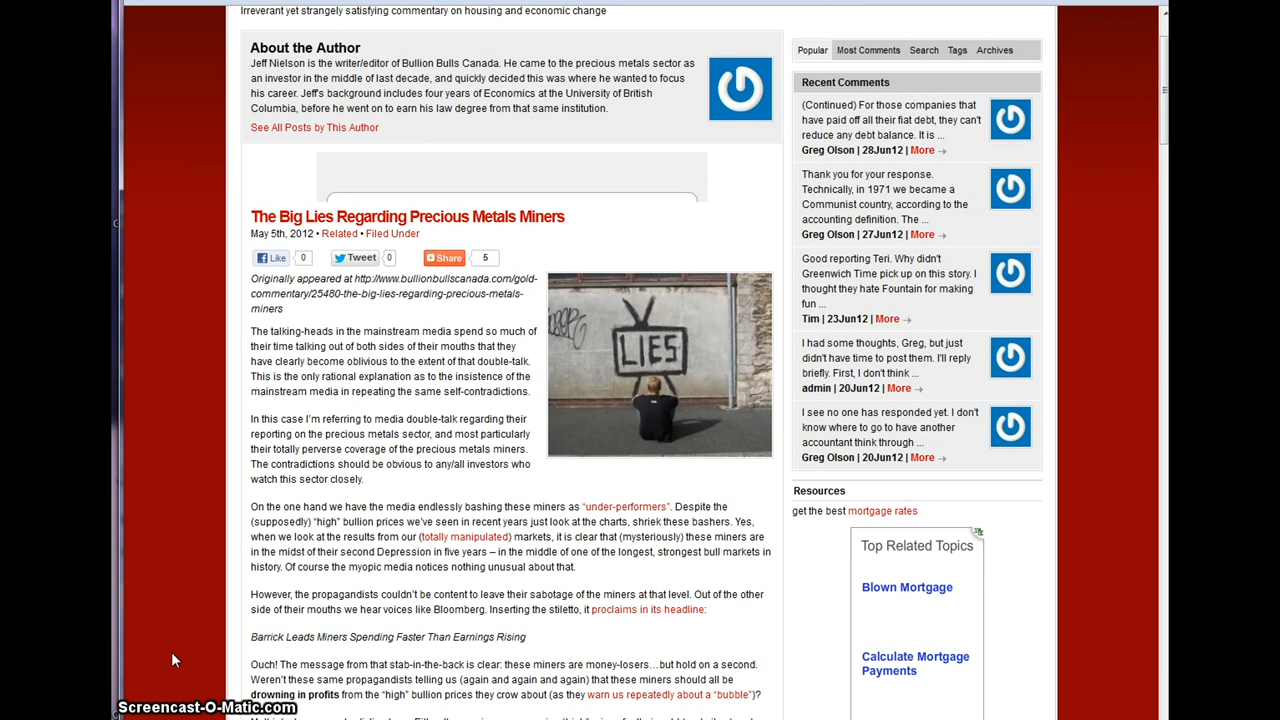 Irreverant yet strangely satisfying commentary on housing and economic change
About the Author
Jeff Nielson is the writer/editor of Bullion Bulls Canada. He came to the precious metals sector as
an investor in the middle of last decade, and quickly decided this was where he wanted to focus
his career. Jeff's background includes four years of Economics at the University of British
Columbia, before he went on to earn his law degree from that same institution.
See All Posts by This Author
The Big Lies Regarding Precious Metals Miners
May 5th, 2012 • Related • Filed Under
Like 0 Tweet 0 Share 5
Originally appeared at http://www.bullionbullscanada.com/gold-
commentary/25480-the-big-lies-regarding-precious-metals-
miners
The talking-heads in the mainstream media spend so much of
their time talking out of both sides of their mouths that they
have clearly become oblivious to the extent of that double-talk.
This is the only rational explanation as to the insistence of the
mainstream media in repeating the same self-contradictions.
LIES
In this case I'm referring to media double-talk regarding their
reporting on the precious metals sector, and most particularly
their totally perverse coverage of the precious metals miners.
The contradictions should be obvious to any/all investors who
watch this sector closely.
On the one hand we have the media endlessly bashing these miners as “under-performers”. Despite the
(supposedly) “high” bullion prices we've seen in recent years just look at the charts, shriek these bashers. Yes,
when we look at the results from our (totally manipulated) markets, it is clear that (mysteriously) these miners are
in the midst of their second Depression in five years – in the middle of one of the longest, strongest bull markets in
history. Of course the myopic media notices nothing unusual about that.
However, the propagandists couldn't be content to leave their sabotage of the miners at that level. Out of the other
side of their mouths we hear voices like Bloomberg. Inserting the stiletto, it proclaims in its headline:
Barrick Leads Miners Spending Faster Than Earnings Rising
Ouch! The message from that stab-in-the-back is clear: these miners are money-losers…but hold on a second.
Weren't these same propagandists telling us (again and again and again) that these miners should all be
drowning in profits from the “high” bullion prices they crow about (as they warn us repeatedly about a “bubble”)?
Popular Most Comments Search Tags Archives
Recent Comments
(Continued) For those companies that
have paid off all their fiat debt, they can't
reduce any debt balance. It is ...
Greg Olson | 28Jun12 | More →
Thank you for your response.
Technically, in 1971 we became a
Communist country, according to the
accounting definition. The ...
Greg Olson | 27Jun12 | More →
Good reporting Teri. Why didn't
Greenwich Time pick up on this story. I
thought they hate Fountain for making
fun ...
Tim | 23Jun12 | More →
I had some thoughts, Greg, but just
didn't have time to post them. I'll reply
briefly. First, I don't think ...
admin | 20Jun12 | More →
I see no one has responded yet. I don't
know where to go to have another
accountant think through ...
Greg Olson | 20Jun12 | More →
Resources
get the best mortgage rates
Top Related Topics
Blown Mortgage
Calculate Mortgage
Payments
Screencast-O-Matic.com